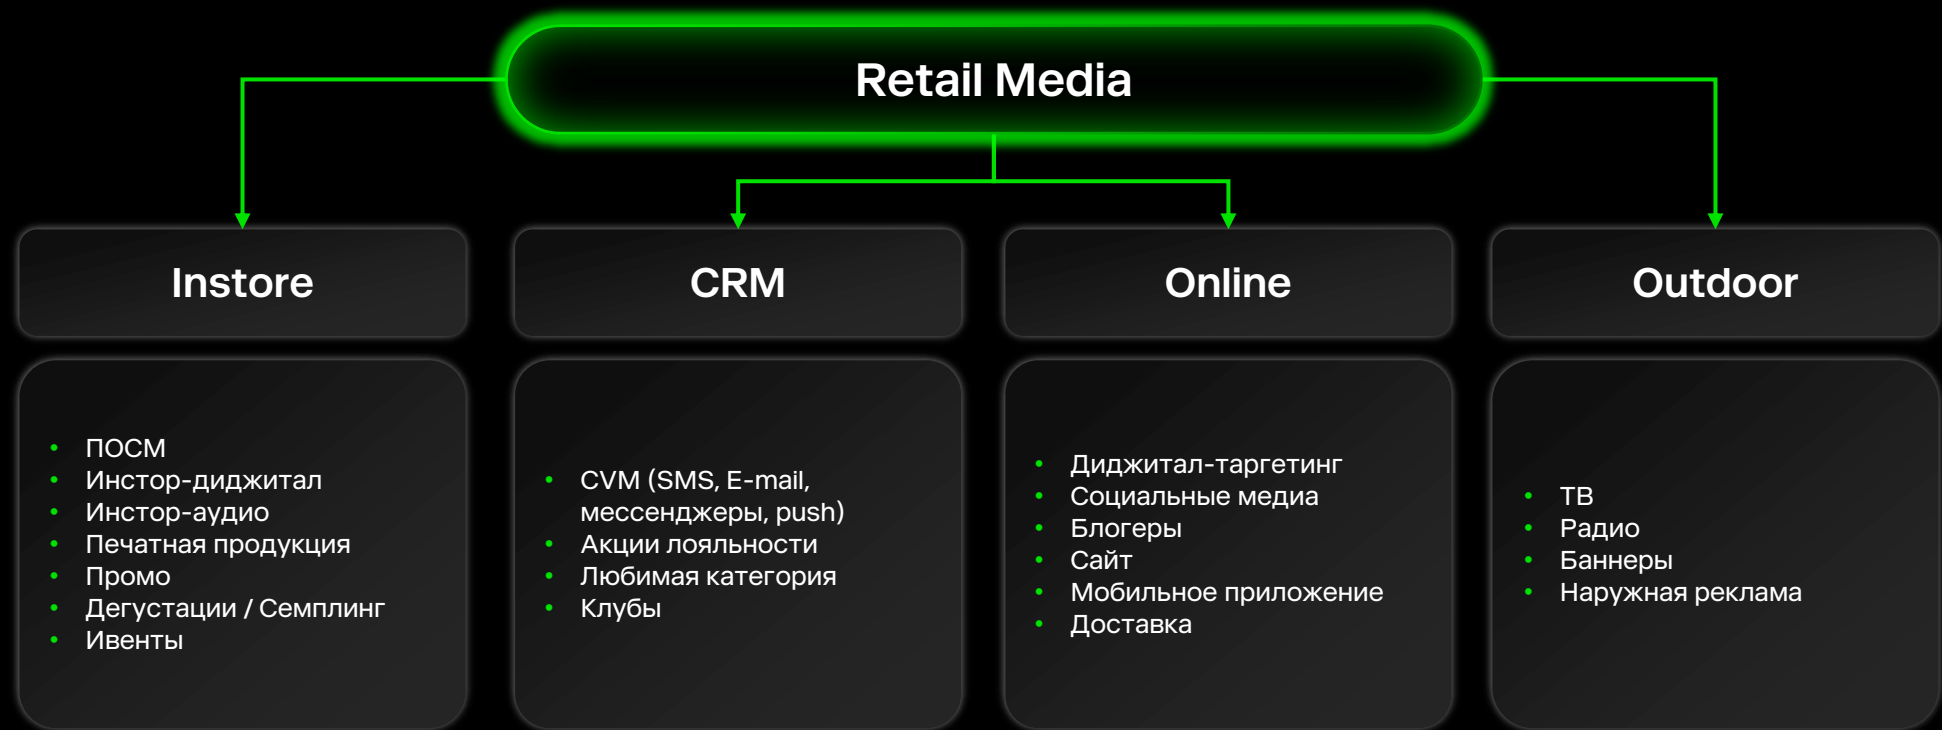 Retail Media
Instore
CRM
Online
Outdoor
• ПОСМ
• Инстор-диджитал
• Инстор-аудио
• Печатная продукция
• Промо
• Дегустации / Семплинг
• Ивенты
• CVM (SMS, E-mail,
мессенджеры, push)
• Акции лояльности
• Любимая категория
• Клубы
• Диджитал-таргетинг
• Социальные медиа
• Блогеры
• Сайт
• Мобильное приложение
• Доставка
• ТВ
• Радио
• Баннеры
• Наружная реклама